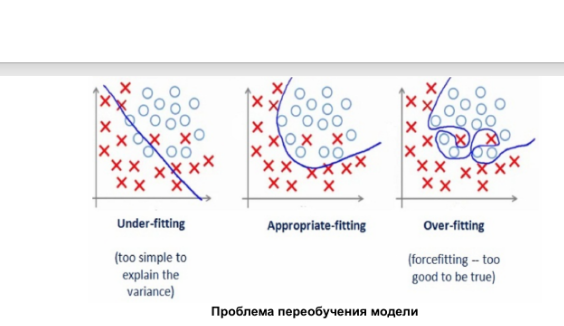 Under-fitting
Appropriate-fitting
Over-fitting
(too simple to
explain the
variance)
(forcefitting – too
good to be true)
Проблема переобучения модели